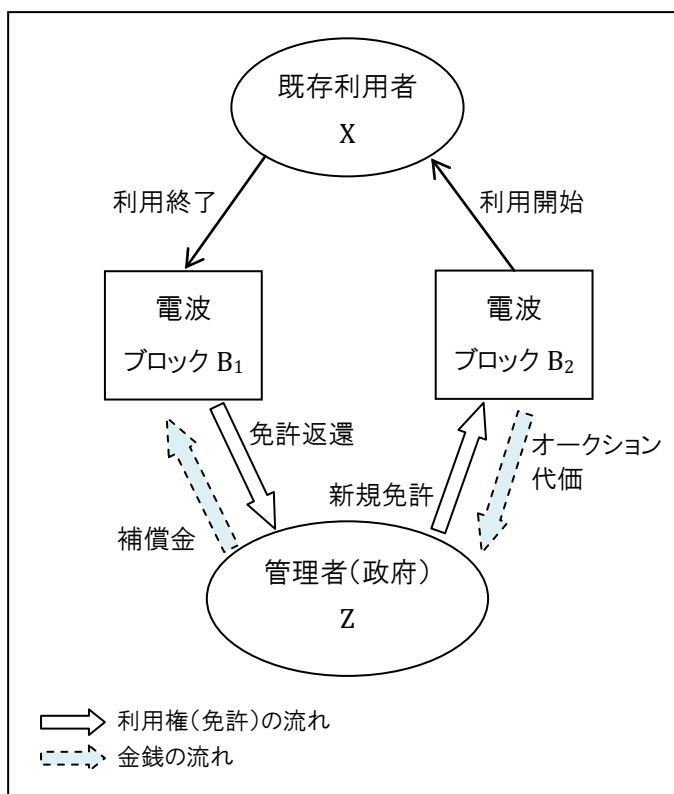 既存利用者
X
利用終了
利用開始
電波
ブロック B₁
電波
ブロック B₂
免許返還
オークション
代価
新規免許
補償金
管理者(政府)
Z
利用権(免許)の流れ
金銭の流れ